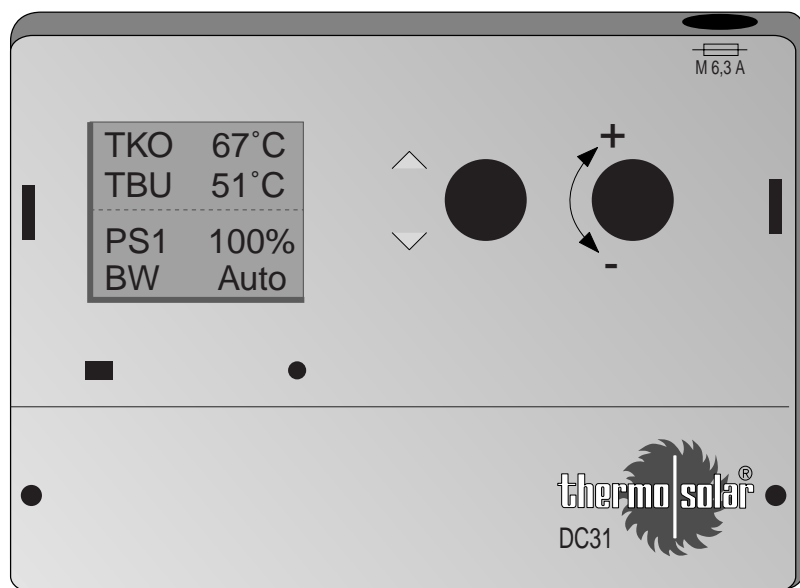 M 6,3 A
TKO 67°C
TBU 51°C
PS1 100%
BW Auto
+
-
thermo solar ®
DC31